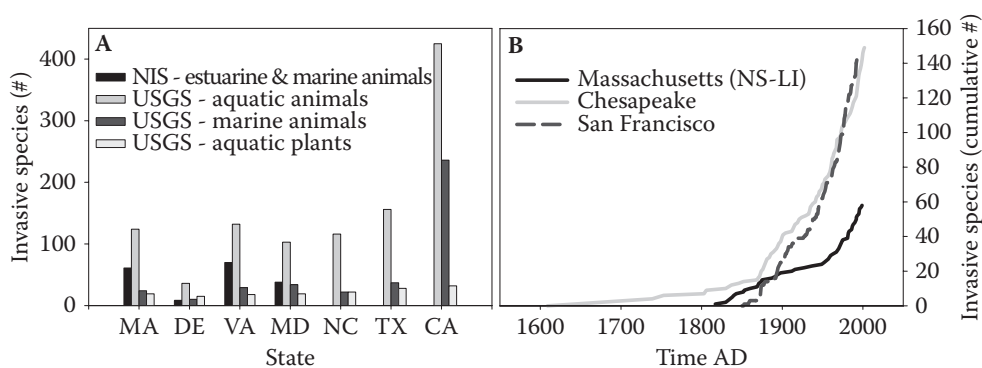 A
NIS - estuarine & marine animals
USGS - aquatic animals
USGS - marine animals
USGS - aquatic plants
Invasive species (#)
400
300
200
100
0
MA DE VA MD NC TX CA
State
B
Massachusetts (NS-LI)
Chesapeake
San Francisco
160
140
120
100
80
60
40
20
0
Invasive species (cumulative #)
1600 1700 1800 1900 2000
Time AD